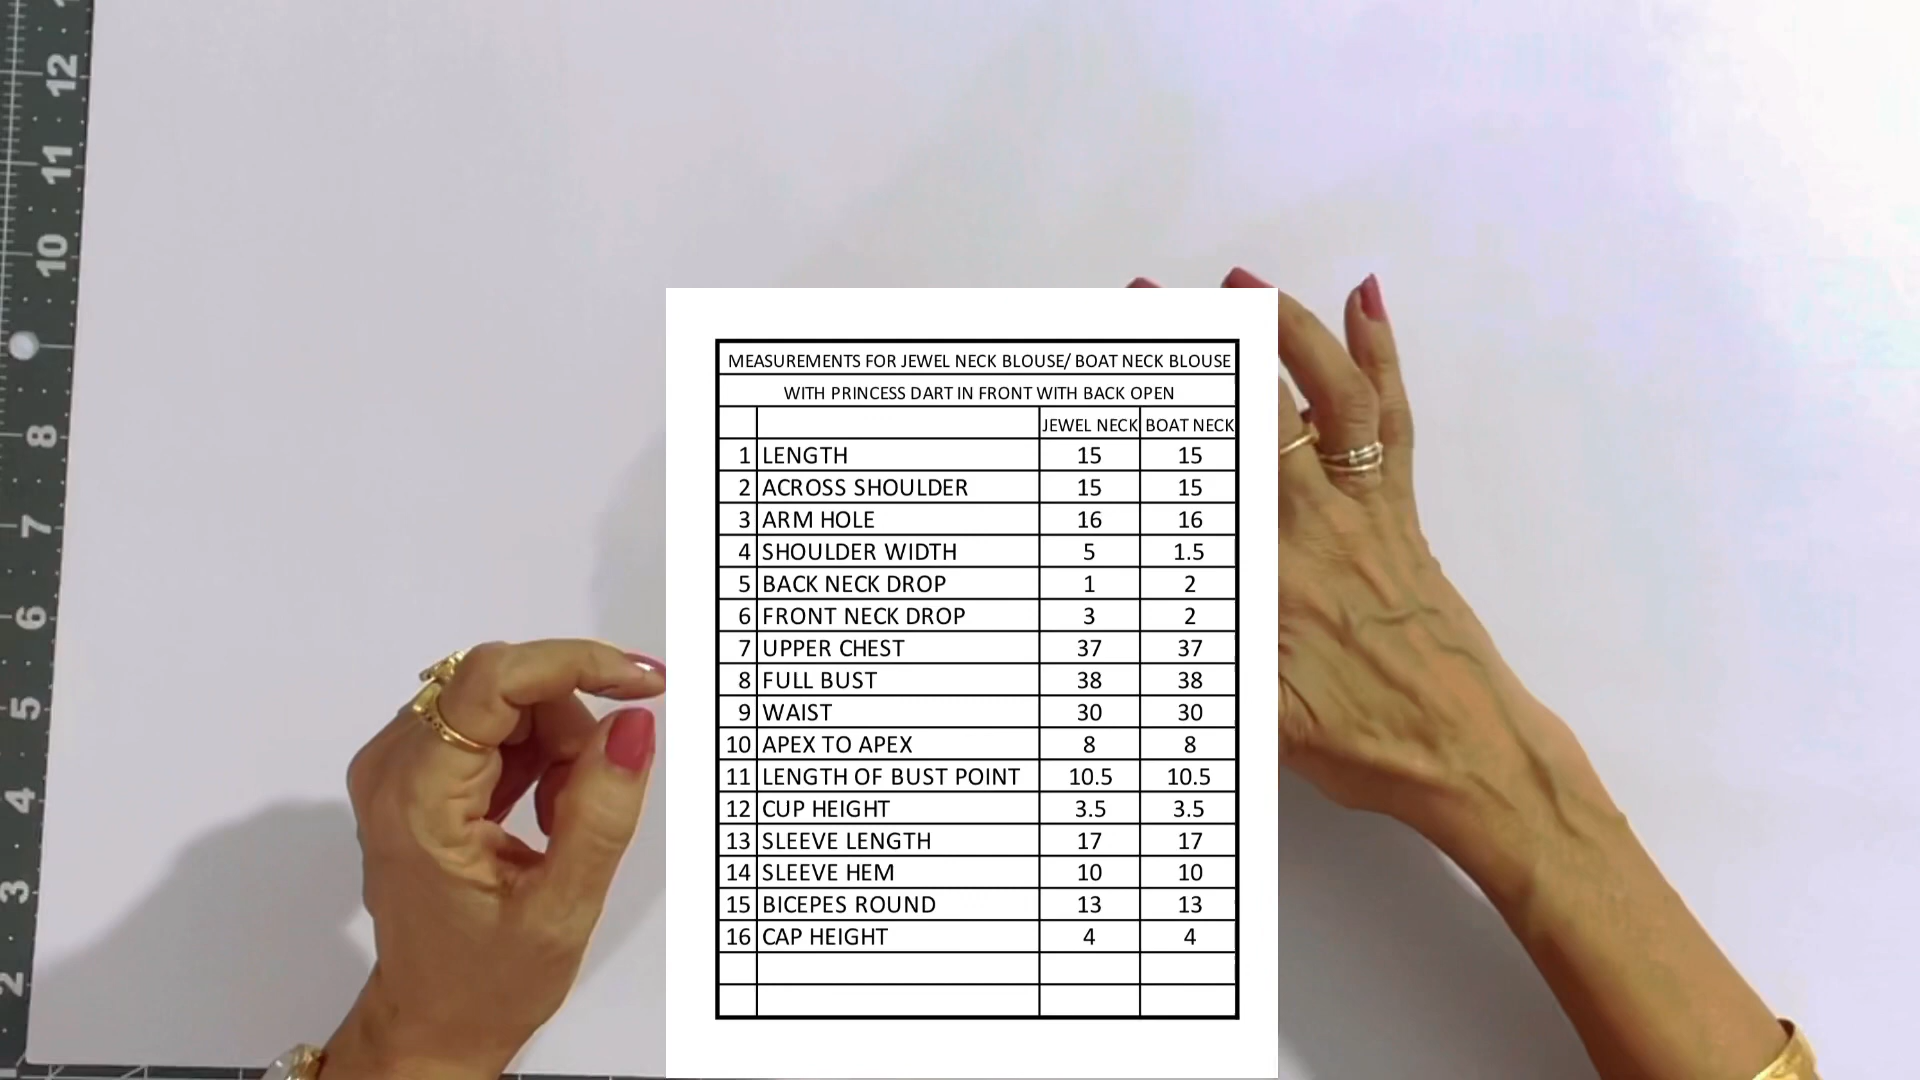 12
11
10
8
7
6
5
4
3
2
MEASUREMENTS FOR JEWEL NECK BLOUSE/ BOAT NECK BLOUSE
WITH PRINCESS DART IN FRONT WITH BACK OPEN
JEWEL NECK BOAT NECK
1 LENGTH 15 15
2 ACROSS SHOULDER 15 15
3 ARM HOLE 16 16
4 SHOULDER WIDTH 5 1.5
5 BACK NECK DROP 1 2
6 FRONT NECK DROP 3 2
7 UPPER CHEST 37 37
8 FULL BUST 38 38
9 WAIST 30 30
10 APEX TO APEX 8 8
11 LENGTH OF BUST POINT 10.5 10.5
12 CUP HEIGHT 3.5 3.5
13 SLEEVE LENGTH 17 17
14 SLEEVE HEM 10 10
15 BICEPES ROUND 13 13
16 CAP HEIGHT 4 4